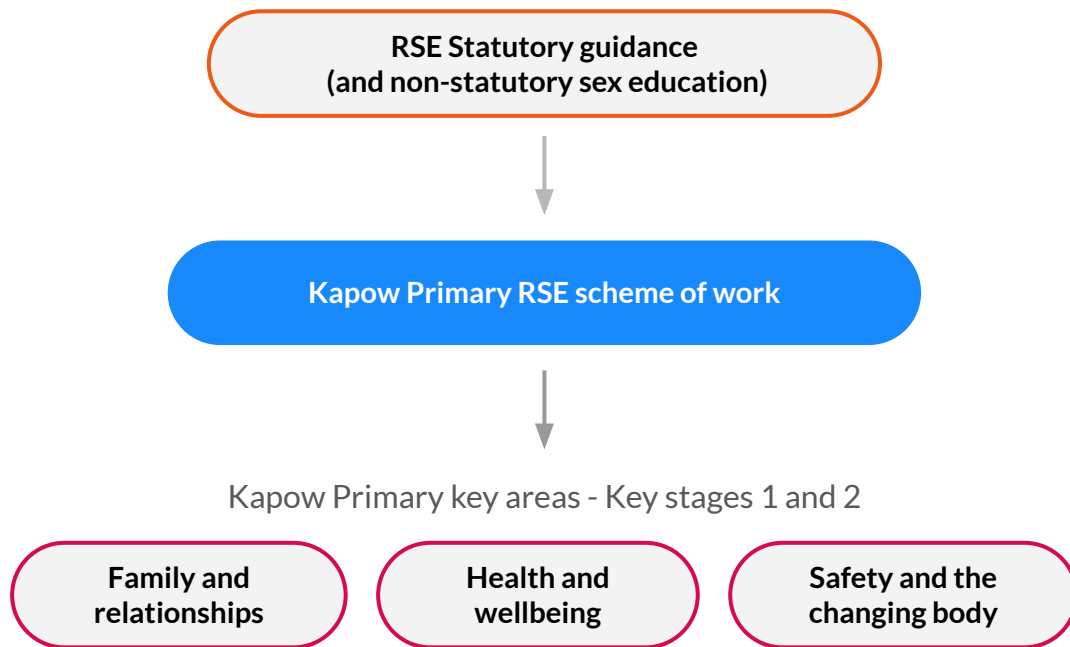 RSE Statutory guidance
(and non-statutory sex education)
Kapow Primary RSE scheme of work
Kapow Primary key areas - Key stages 1 and 2
Family and
relationships
Health and
wellbeing
Safety and the
changing body